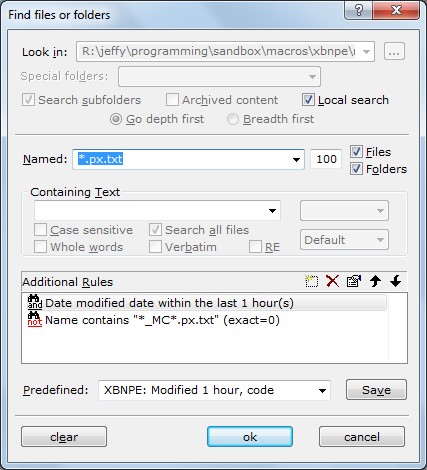 Find files or folders
Look in: R:\jeffy\programming\sandbox\macros\xbnpe\
Special folders:
Search subfolders Archived content Local search
Go depth first Breadth first
Named: *.px.txt 100 Files
Folders
Containing Text
Case sensitive Search all files
Whole words Verbatim RE Default
Additional Rules
and Date modified date within the last 1 hour(s)
not Name contains "*_MC*.px.txt" (exact=0)
Predefined: XBNPE: Modified 1 hour, code Save
clear ok cancel